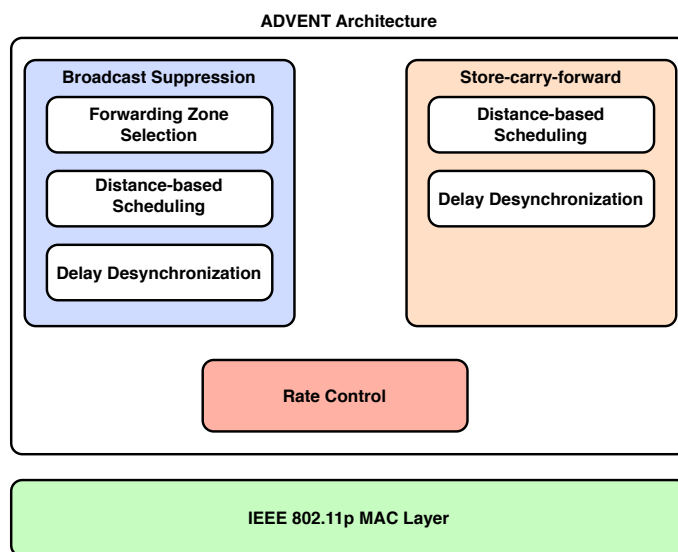 ADVENT Architecture
Broadcast Suppression
Forwarding Zone
Selection
Distance-based
Scheduling
Delay Desynchronization
Store-carry-forward
Distance-based
Scheduling
Delay Desynchronization
Rate Control
IEEE 802.11p MAC Layer